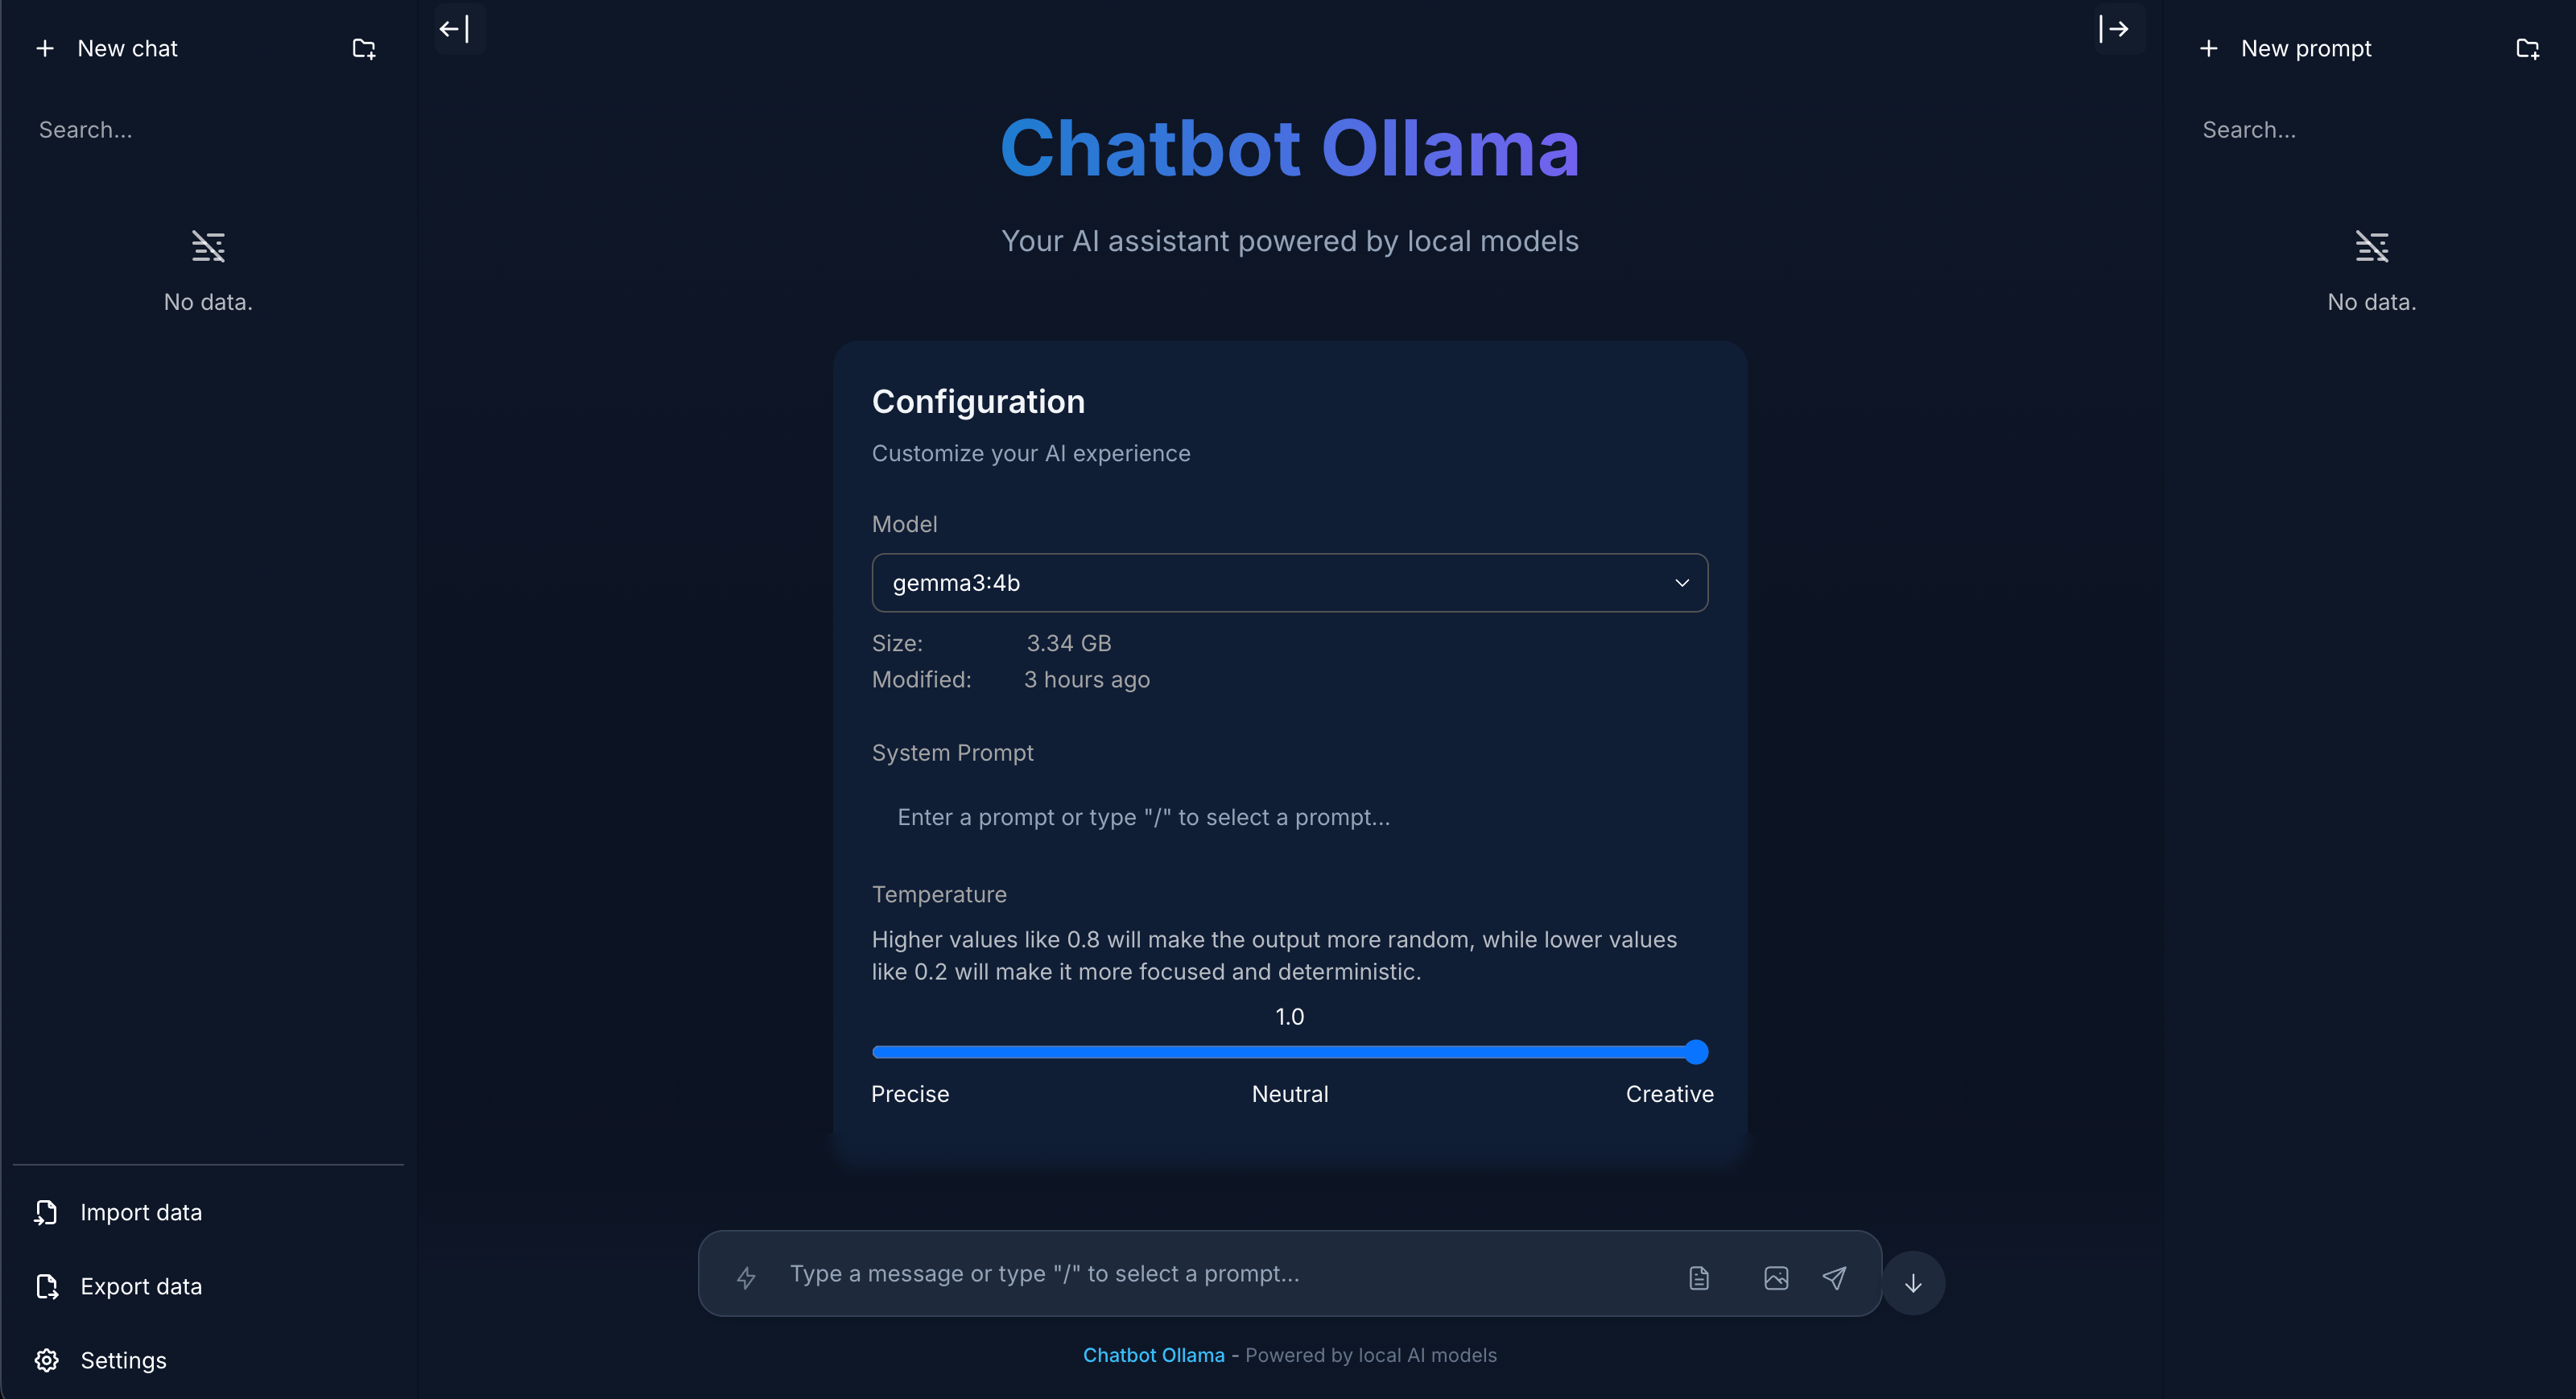 New chat
Search...
No data.
Import data
Export data
Settings
Chatbot Ollama
Your AI assistant powered by local models
Configuration
Customize your AI experience
Model
gemma3:4b
Size: 3.34 GB
Modified: 3 hours ago
System Prompt
Enter a prompt or type "/" to select a prompt...
Temperature
Higher values like 0.8 will make the output more random, while lower values
like 0.2 will make it more focused and deterministic.
1.0
Precise Neutral Creative
Type a message or type "/" to select a prompt...
Chatbot Ollama - Powered by local AI models
New prompt
Search...
No data.